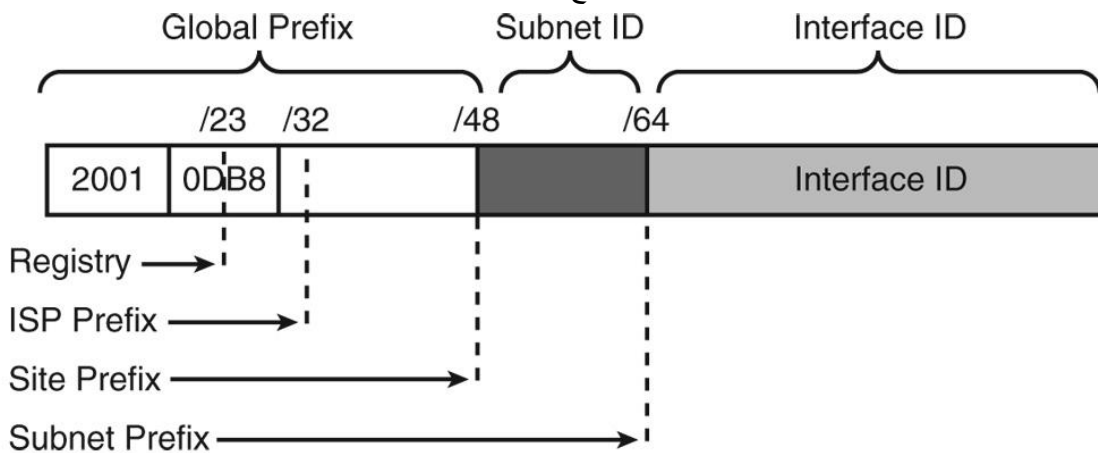 Global Prefix Subnet ID Interface ID
/23 /32 /48 /64
2001 0DB8 Interface ID
Registry
ISP Prefix
Site Prefix
Subnet Prefix